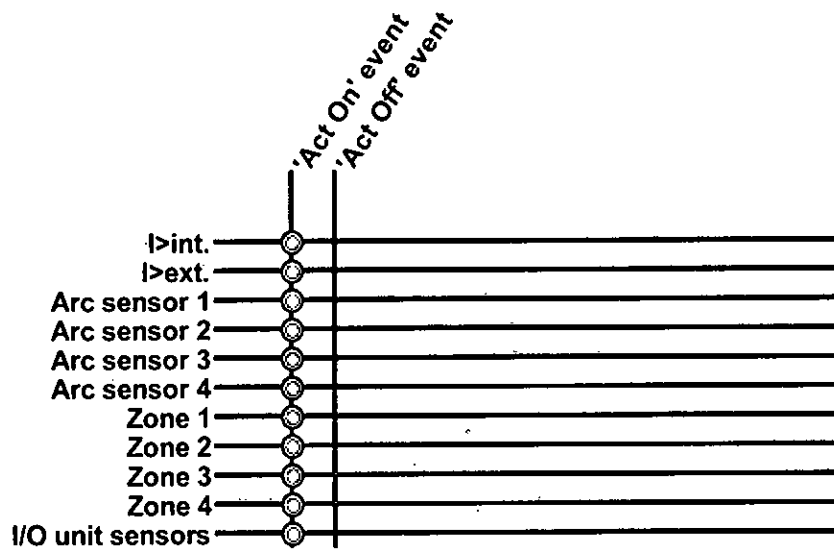 'Act On' event
'Act Off' event
I>int.
I>ext.
Arc sensor 1
Arc sensor 2
Arc sensor 3
Arc sensor 4
Zone 1
Zone 2
Zone 3
Zone 4
I/O unit sensors